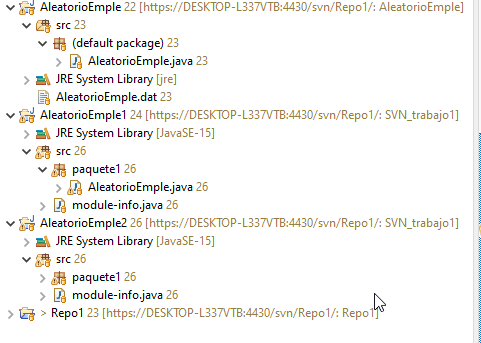 AleatorioEmple 22 [https://DESKTOP-L337VTB:4430/svn/Repo1/: AleatorioEmple]
src 23
(default package) 23
AleatorioEmple.java 23
JRE System Library [jre]
AleatorioEmple.dat 23
AleatorioEmple1 24 [https://DESKTOP-L337VTB:4430/svn/Repo1/: SVN_trabajo1]
JRE System Library [JavaSE-15]
src 26
paquete1 26
AleatorioEmple.java 26
module-info.java 26
AleatorioEmple2 26 [https://DESKTOP-L337VTB:4430/svn/Repo1/: SVN_trabajo1]
JRE System Library [JavaSE-15]
src 26
paquete1 26
module-info.java 26
> Repo1 23 [https://DESKTOP-L337VTB:4430/svn/Repo1/: Repo1]